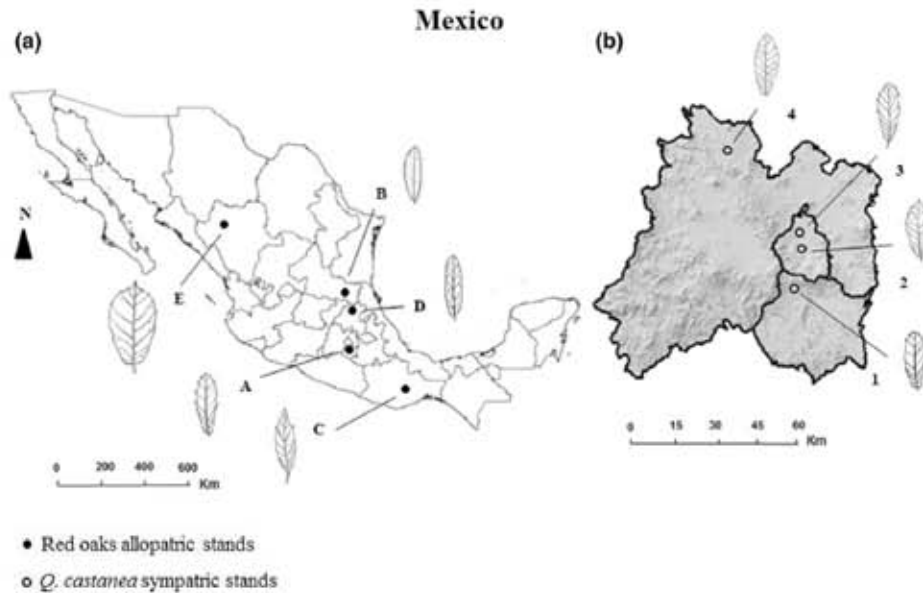 Mexico
(a)
(b)
4
B
3
N
E
D
2
A
1
C
0 15 30 45 60
Km
0 200 400 600
Km
Red oaks allopatric stands
Q. castanea sympatric stands